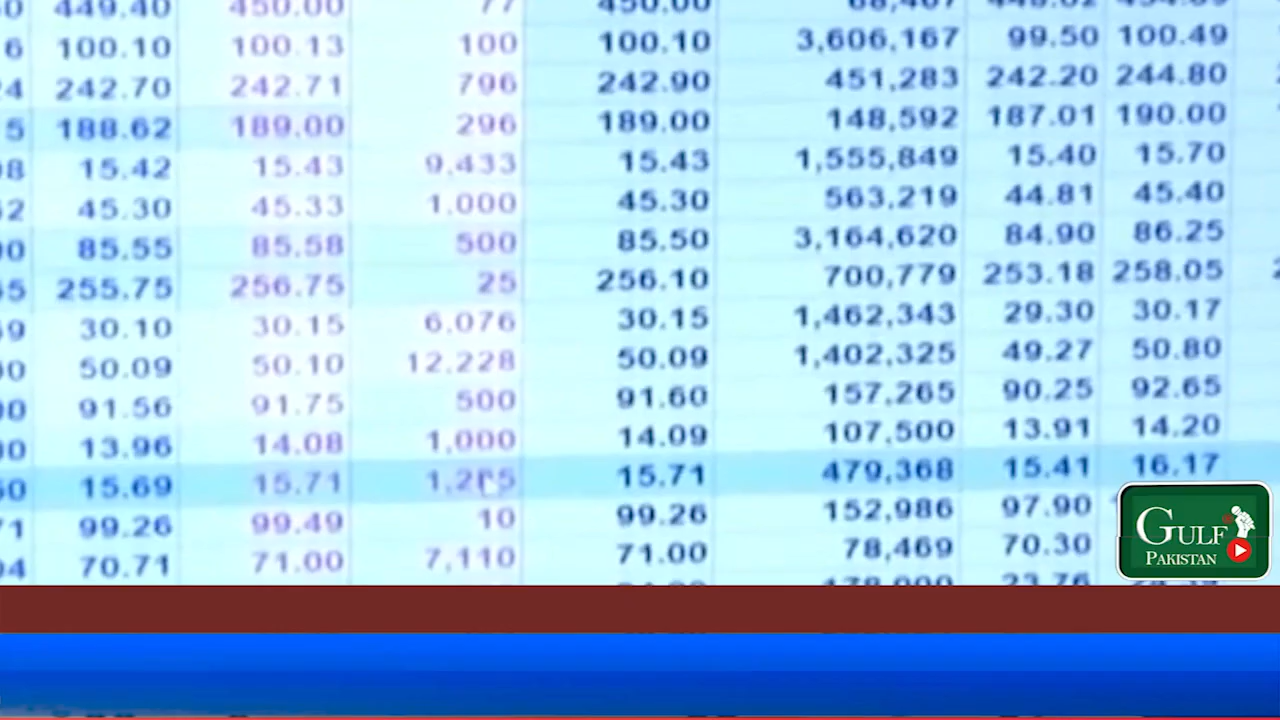 449.40 450.00 77 450.00
6 100.10 100.13 100 100.10 3,606,167 99.50 100.49
24 242.70 242.71 796 242.90 451,283 242.20 244.80
5 188.62 189.00 296 189.00 148,592 187.01 190.00
08 15.42 15.43 9,433 15.43 1,555,849 15.40 15.70
52 45.30 45.33 1,000 45.30 563,219 44.81 45.40
00 85.55 85.58 500 85.50 3,164,620 84.90 86.25
255.75 256.75 25 256.10 700,779 253.18 258.05
30.10 30.15 6,076 30.15 1,462,343 29.30 30.17
50.09 50.10 12,228 50.09 1,402,325 49.27 50.80
00 91.56 91.75 500 91.60 157,265 90.25 92.65
00 13.96 14.08 1,000 14.09 107,500 13.91 14.20
50 15.69 15.71 15.71 479,368 15.41 16.17
71 99.26 99.49 10 99.26 152,986 97.90
04 70.71 71.00 7,110 71.00 78,469 70.30
GULF
PAKISTAN